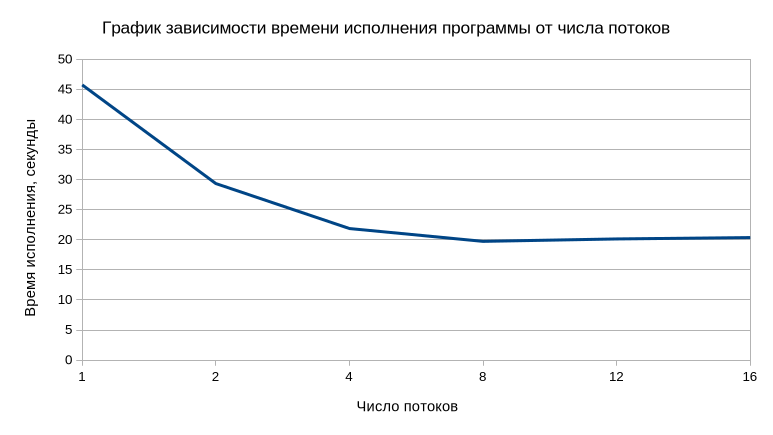 График зависимости времени исполнения программы от числа потоков
50
45
40
35
30
25
20
15
10
5
0
Время исполнения, секунды
1 2 4 8 12 16
Число потоков